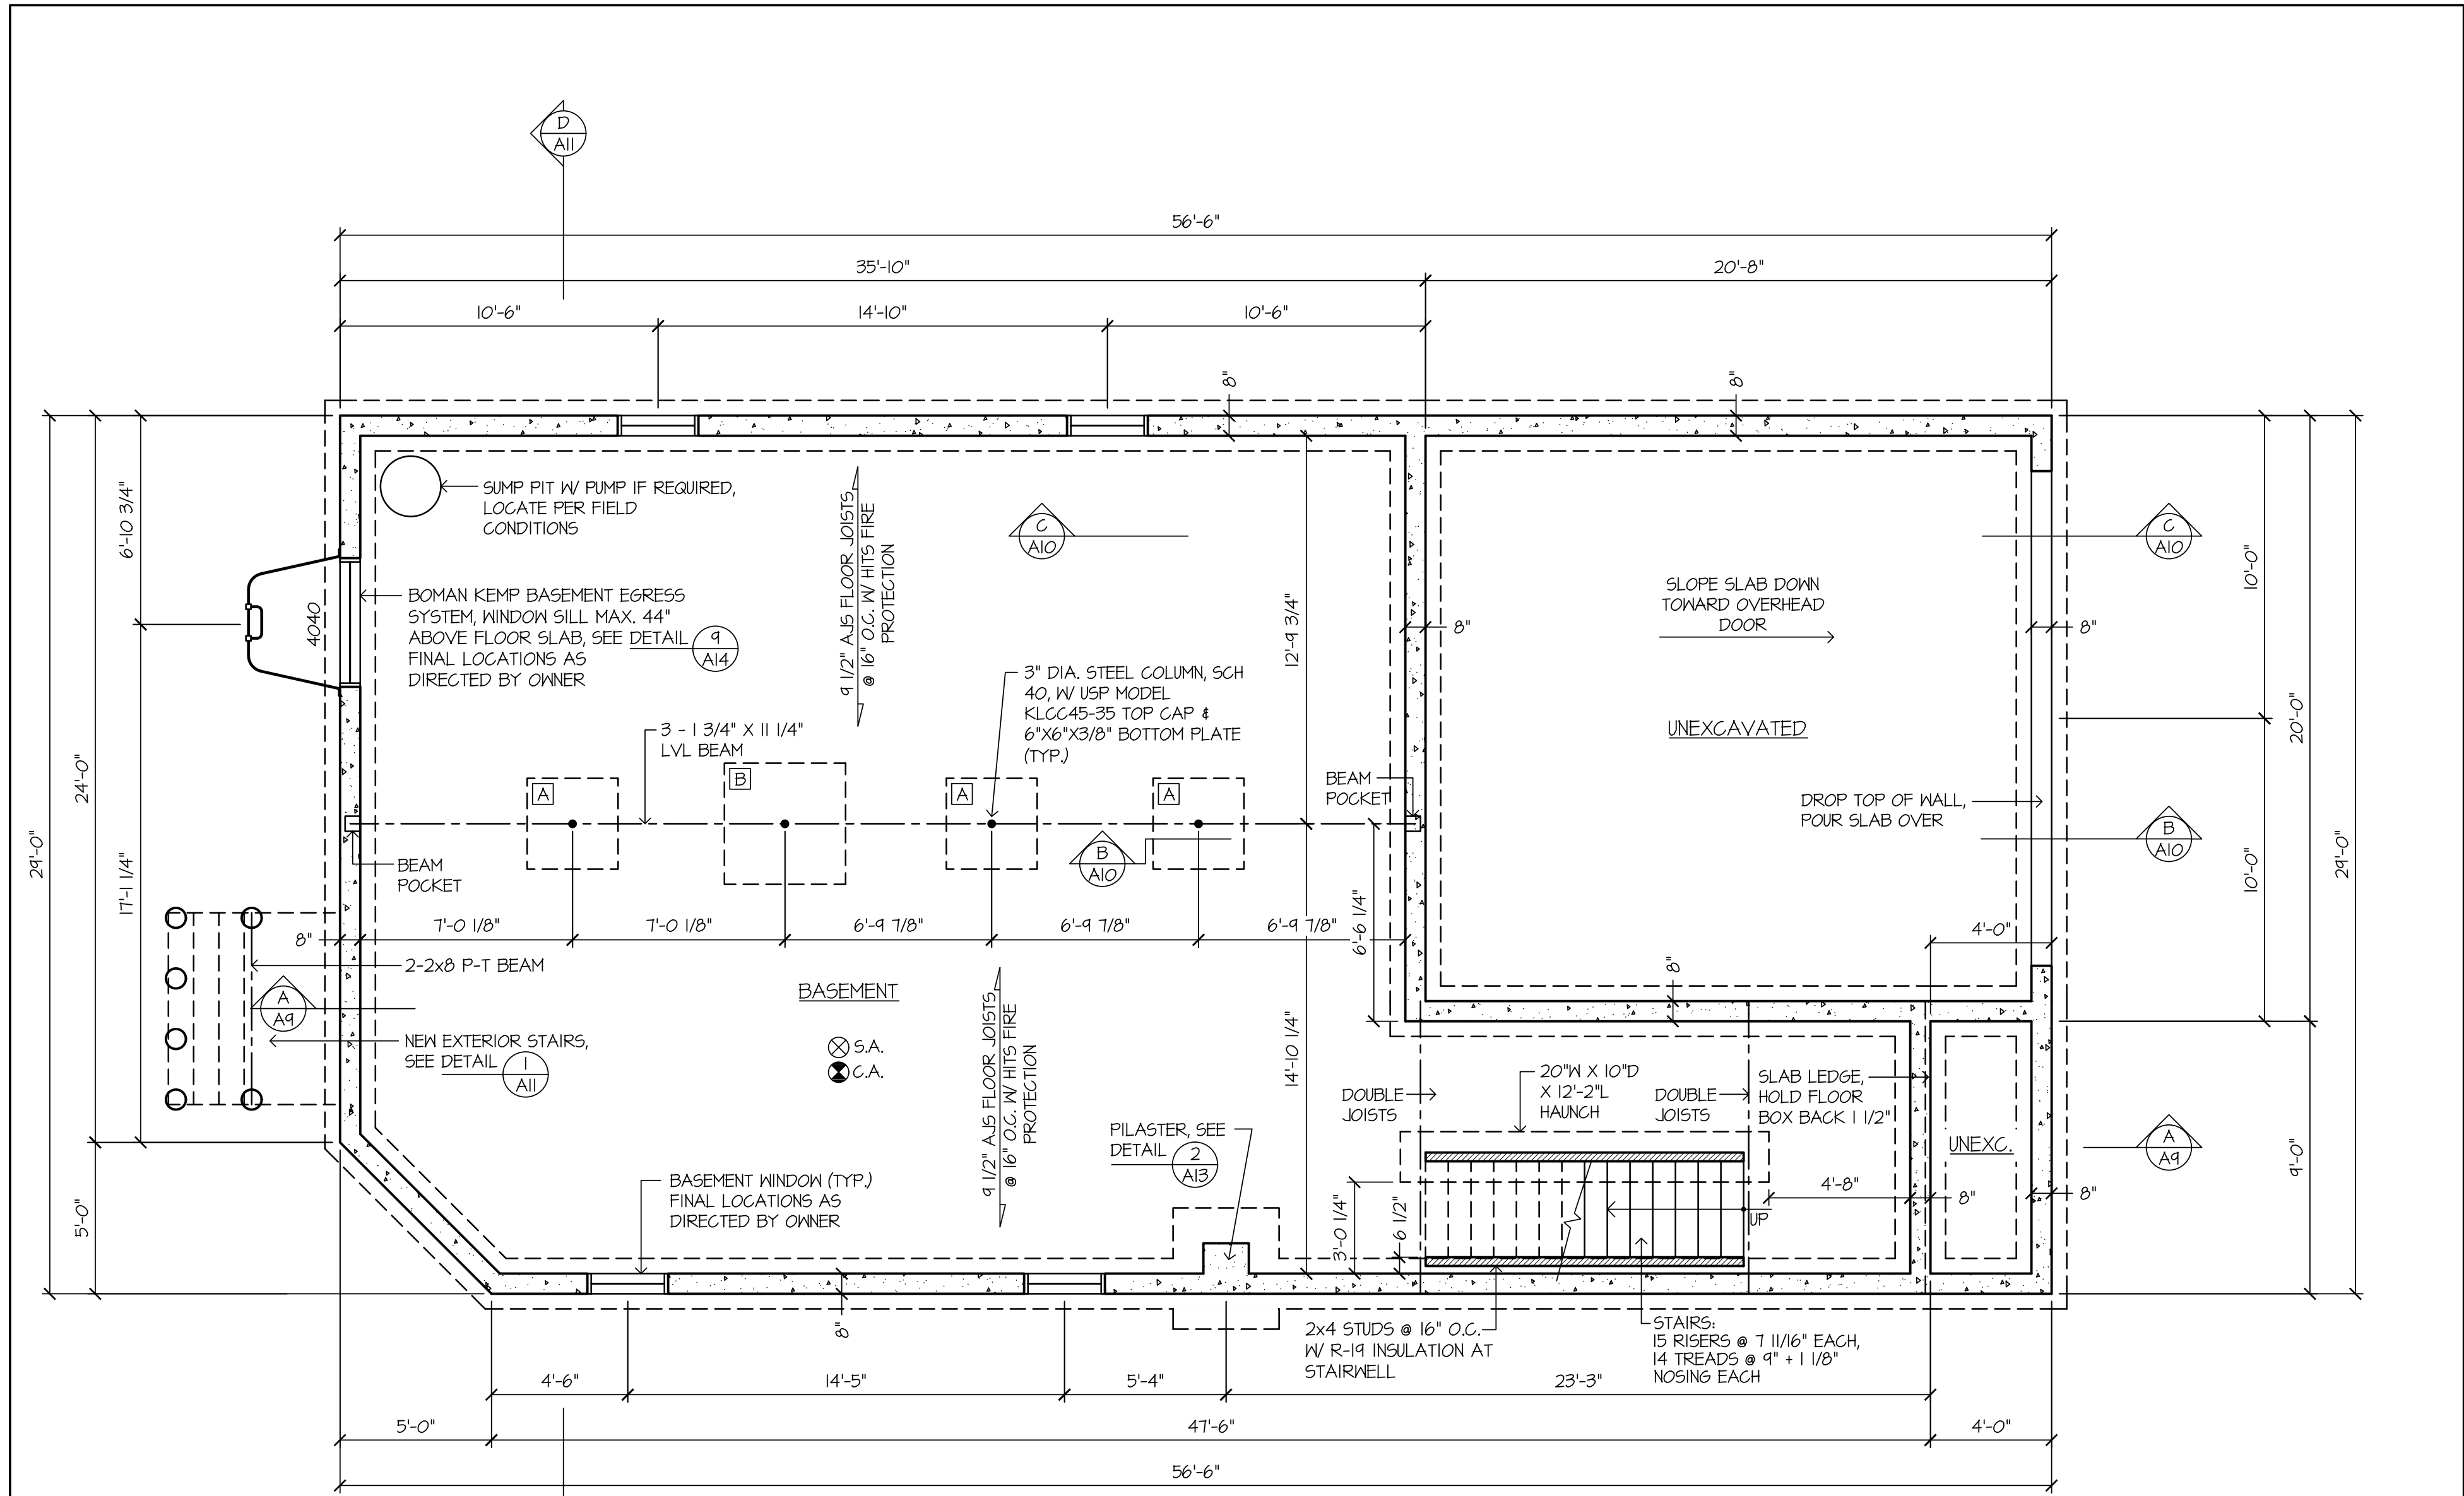 D
A11
56'-6"
35'-10"
20'-8"
10'-6"
14'-10"
10'-6"
8"
8"
6'-10 3/4"
SUMP PIT W/ PUMP IF REQUIRED,
LOCATE PER FIELD
CONDITIONS
9 1/2" AJS FLOOR JOISTS
@ 16" O.C. W/ HITS FIRE
PROTECTION
C
A10
C
A10
10'-0"
4040
BOMAN KEMP BASEMENT EGRESS
SYSTEM, WINDOW SILL MAX. 44"
ABOVE FLOOR SLAB, SEE DETAIL
FINAL LOCATIONS AS
DIRECTED BY OWNER
9
A14
12'-9 3/4"
8"
SLOPE SLAB DOWN
TOWARD OVERHEAD
DOOR
8"
3" DIA. STEEL COLUMN, SCH
40, W/ USP MODEL
KLCC45-35 TOP CAP &
6"X6"X3/8" BOTTOM PLATE
(TYP.)
3 - 1 3/4" X 11 1/4"
LVL BEAM
UNEXCAVATED
20'-0"
24'-0"
29'-0"
A
B
A
A
BEAM
POCKET
DROP TOP OF WALL,
POUR SLAB OVER
B
A10
B
A10
29'-0"
BEAM
POCKET
17'-1 1/4"
10'-0"
8"
7'-0 1/8"
7'-0 1/8"
6'-9 7/8"
6'-9 7/8"
6'-9 7/8"
6'-6 1/4"
4'-0"
2-2x8 P-T BEAM
8"
A
A9
BASEMENT
NEW EXTERIOR STAIRS,
SEE DETAIL
1
A11
S.A.
C.A.
9 1/2" AJS FLOOR JOISTS
@ 16" O.C. W/ HITS FIRE
PROTECTION
14'-10 1/4"
DOUBLE
JOISTS
20"W X 10"D
X 12'-2"L
HAUNCH
DOUBLE
JOISTS
SLAB LEDGE,
HOLD FLOOR
BOX BACK 1 1/2"
PILASTER, SEE
DETAIL
2
A13
UNEXC.
A
A9
9'-0"
5'-0"
BASEMENT WINDOW (TYP.)
FINAL LOCATIONS AS
DIRECTED BY OWNER
3'-0 1/4"
6 1/2"
4'-8"
8"
8"
UP
8"
2x4 STUDS @ 16" O.C.
W/ R-19 INSULATION AT
STAIRWELL
STAIRS:
15 RISERS @ 7 11/16" EACH,
14 TREADS @ 9" + 1 1/8"
NOSING EACH
4'-6"
14'-5"
5'-4"
23'-3"
5'-0"
47'-6"
4'-0"
56'-6"